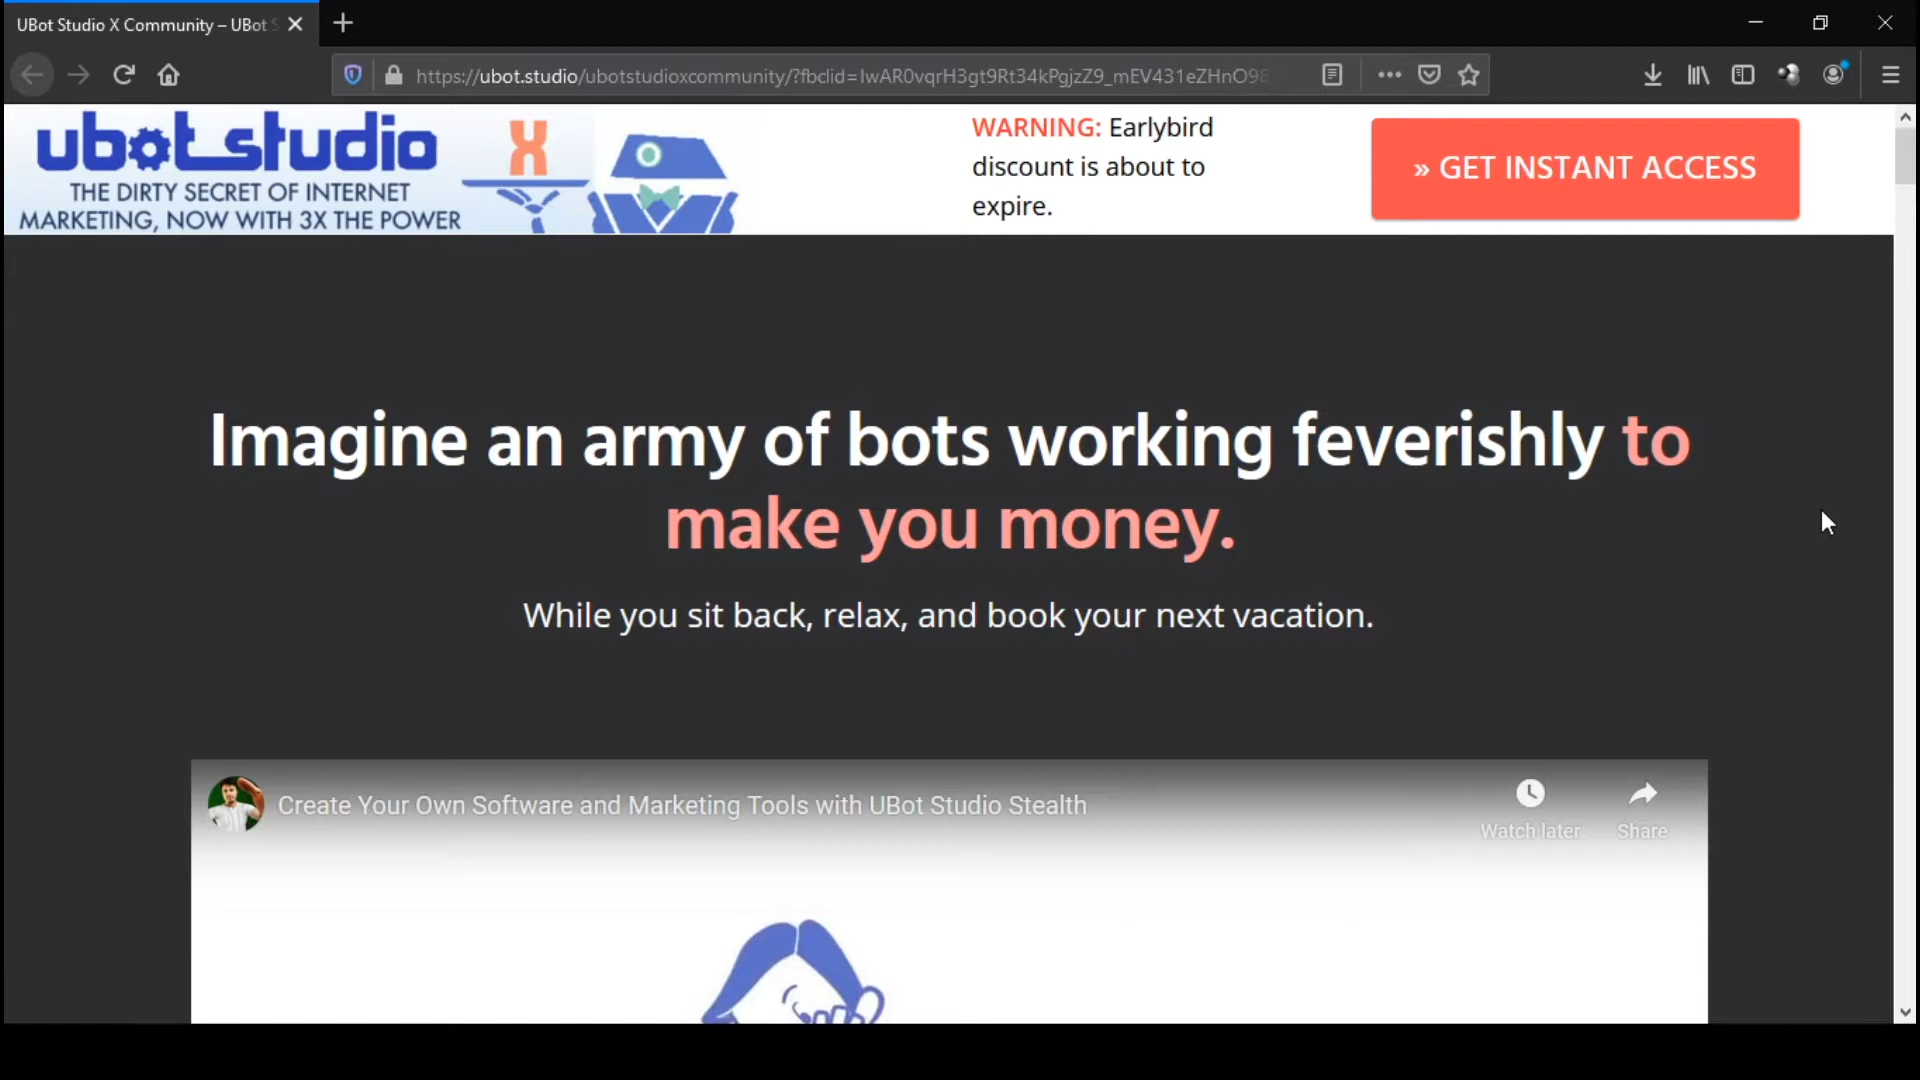 UBot Studio X Community – UBot S
https://ubot.studio/ubotstudioxcommunity/?fbclid=IwAR0vqrH3gt9Rt34kPgjzZ9_mEV431eZHnO98
ubot studio X
THE DIRTY SECRET OF INTERNET
MARKETING, NOW WITH 3X THE POWER
WARNING: Earlybird
discount is about to
expire.
» GET INSTANT ACCESS
Imagine an army of bots working feverishly to
make you money.
While you sit back, relax, and book your next vacation.
Create Your Own Software and Marketing Tools with UBot Studio Stealth
Watch later
Share